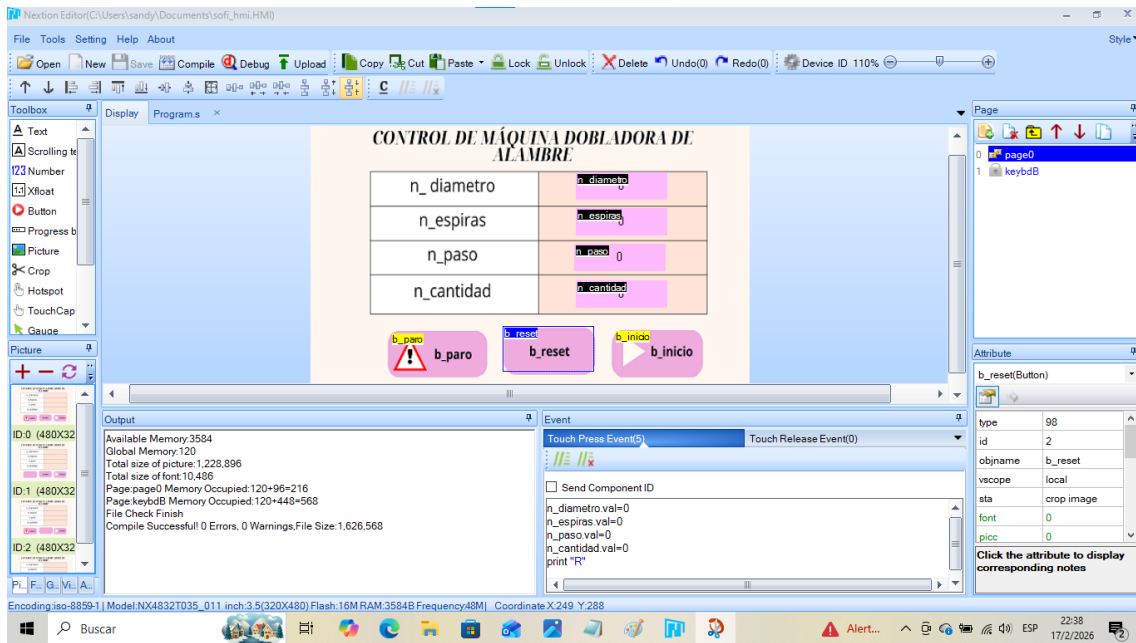 Nextion Editor(C:\Users\sandy\Documents\sofi_hmi.HMI)
File Tools Setting Help About Style
Open New Save Compile Debug Upload Copy Cut Paste Lock Unlock Delete Undo(0) Redo(0) Device ID 110%
Toolbox
A Text
A Scrolling te
123 Number
1.1 Xfloat
Button
Progress b
Picture
Crop
Hotspot
TouchCap
Gauge
Display Program.s
CONTROL DE MÁQUINA DOBLADORA DE
ALAMBRE
n_ diametro n_diametro
n_espiras n_espiras
n_paso n_paso 0
n_cantidad n_cantidad
b_paro b_reset b_inicio
b_paro b_reset b_inicio
Page
0 page0
1 keybdB
Picture
ID:0 (480X32
ID:1 (480X32
ID:2 (480X32
Pi... F... G... Vi... A...
Output
Available Memory:3584
Global Memory:120
Total size of picture:1,228,896
Total size of font:10,486
Page:page0 Memory Occupied:120+96=216
Page:keybdB Memory Occupied:120+448=568
File Check Finish
Compile Successful! 0 Errors, 0 Warnings,File Size:1,626,568
Event
Touch Press Event(5) Touch Release Event(0)
Send Component ID
n_diametro.val=0
n_espiras.val=0
n_paso.val=0
n_cantidad.val=0
print "R"
Attribute
b_reset(Button)
type 98
id 2
objname b_reset
vscope local
sta crop image
font 0
picc 0
Click the attribute to display
corresponding notes
Encoding:iso-8859-1 Model:NX4832T035_011 inch:3.5(320X480) Flash:16M RAM:3584B Frequency48M Coordinate X:249 Y:288
Buscar
Alert... ESP
22:38
17/2/2026